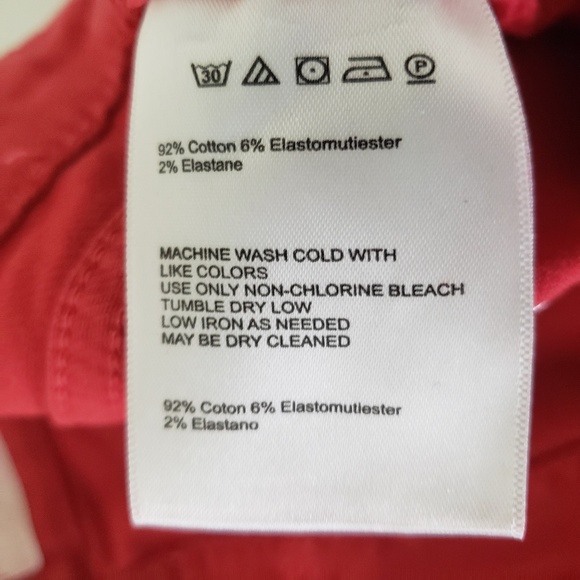 30 P
92% Cotton 6% Elastomutiester
2% Elastane
MACHINE WASH COLD WITH
LIKE COLORS
USE ONLY NON-CHLORINE BLEACH
TUMBLE DRY LOW
LOW IRON AS NEEDED
MAY BE DRY CLEANED
92% Coton 6% Elastomutiester
2% Elastano